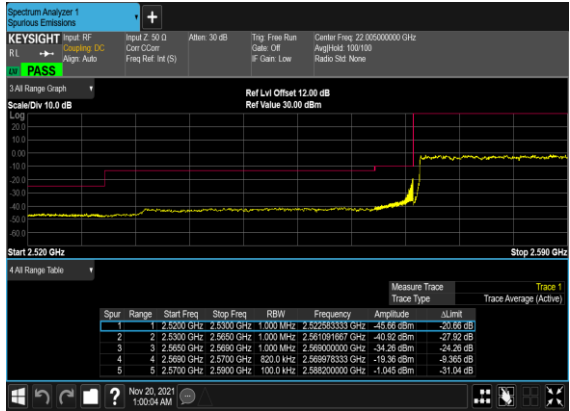 Spectrum Analyzer 1
Spurious Emissions
+
KEYSIGHT Input: RF Input Z: 50 Ω Atten: 30 dB Trig: Free Run Center Freq: 22.005000000 GHz
RL Coupling: DC Corr CCorr Gate: Off Avg|Hold: 100/100
Align: Auto Freq Ref: Int (S) IF Gain: Low Radio Std: None
PASS
3 All Range Graph
Ref Lvl Offset 12.00 dB
Scale/Div 10.0 dB Ref Value 30.00 dBm
Log
20.0
10.0
0.00
-10.0
-20.0
-30.0
-40.0
-50.0
-60.0
Start 2.520 GHz Stop 2.590 GHz
4 All Range Table
Measure Trace Trace 1
Trace Type Trace Average (Active)
Spur Range Start Freq Stop Freq RBW Frequency Amplitude ΔLimit
1 1 2.5200 GHz 2.5300 GHz 1.000 MHz 2.522583333 GHz -45.66 dBm -20.66 dB
2 2 2.5300 GHz 2.5650 GHz 1.000 MHz 2.561091667 GHz -40.92 dBm -27.92 dB
3 3 2.5650 GHz 2.5690 GHz 1.000 MHz 2.569000000 GHz -34.26 dBm -24.26 dB
4 4 2.5690 GHz 2.5700 GHz 820.0 kHz 2.569978333 GHz -19.36 dBm -9.365 dB
5 5 2.5700 GHz 2.5900 GHz 100.0 kHz 2.588200000 GHz -1.045 dBm -31.04 dB
?
Nov 20, 2021
1:00:04 AM